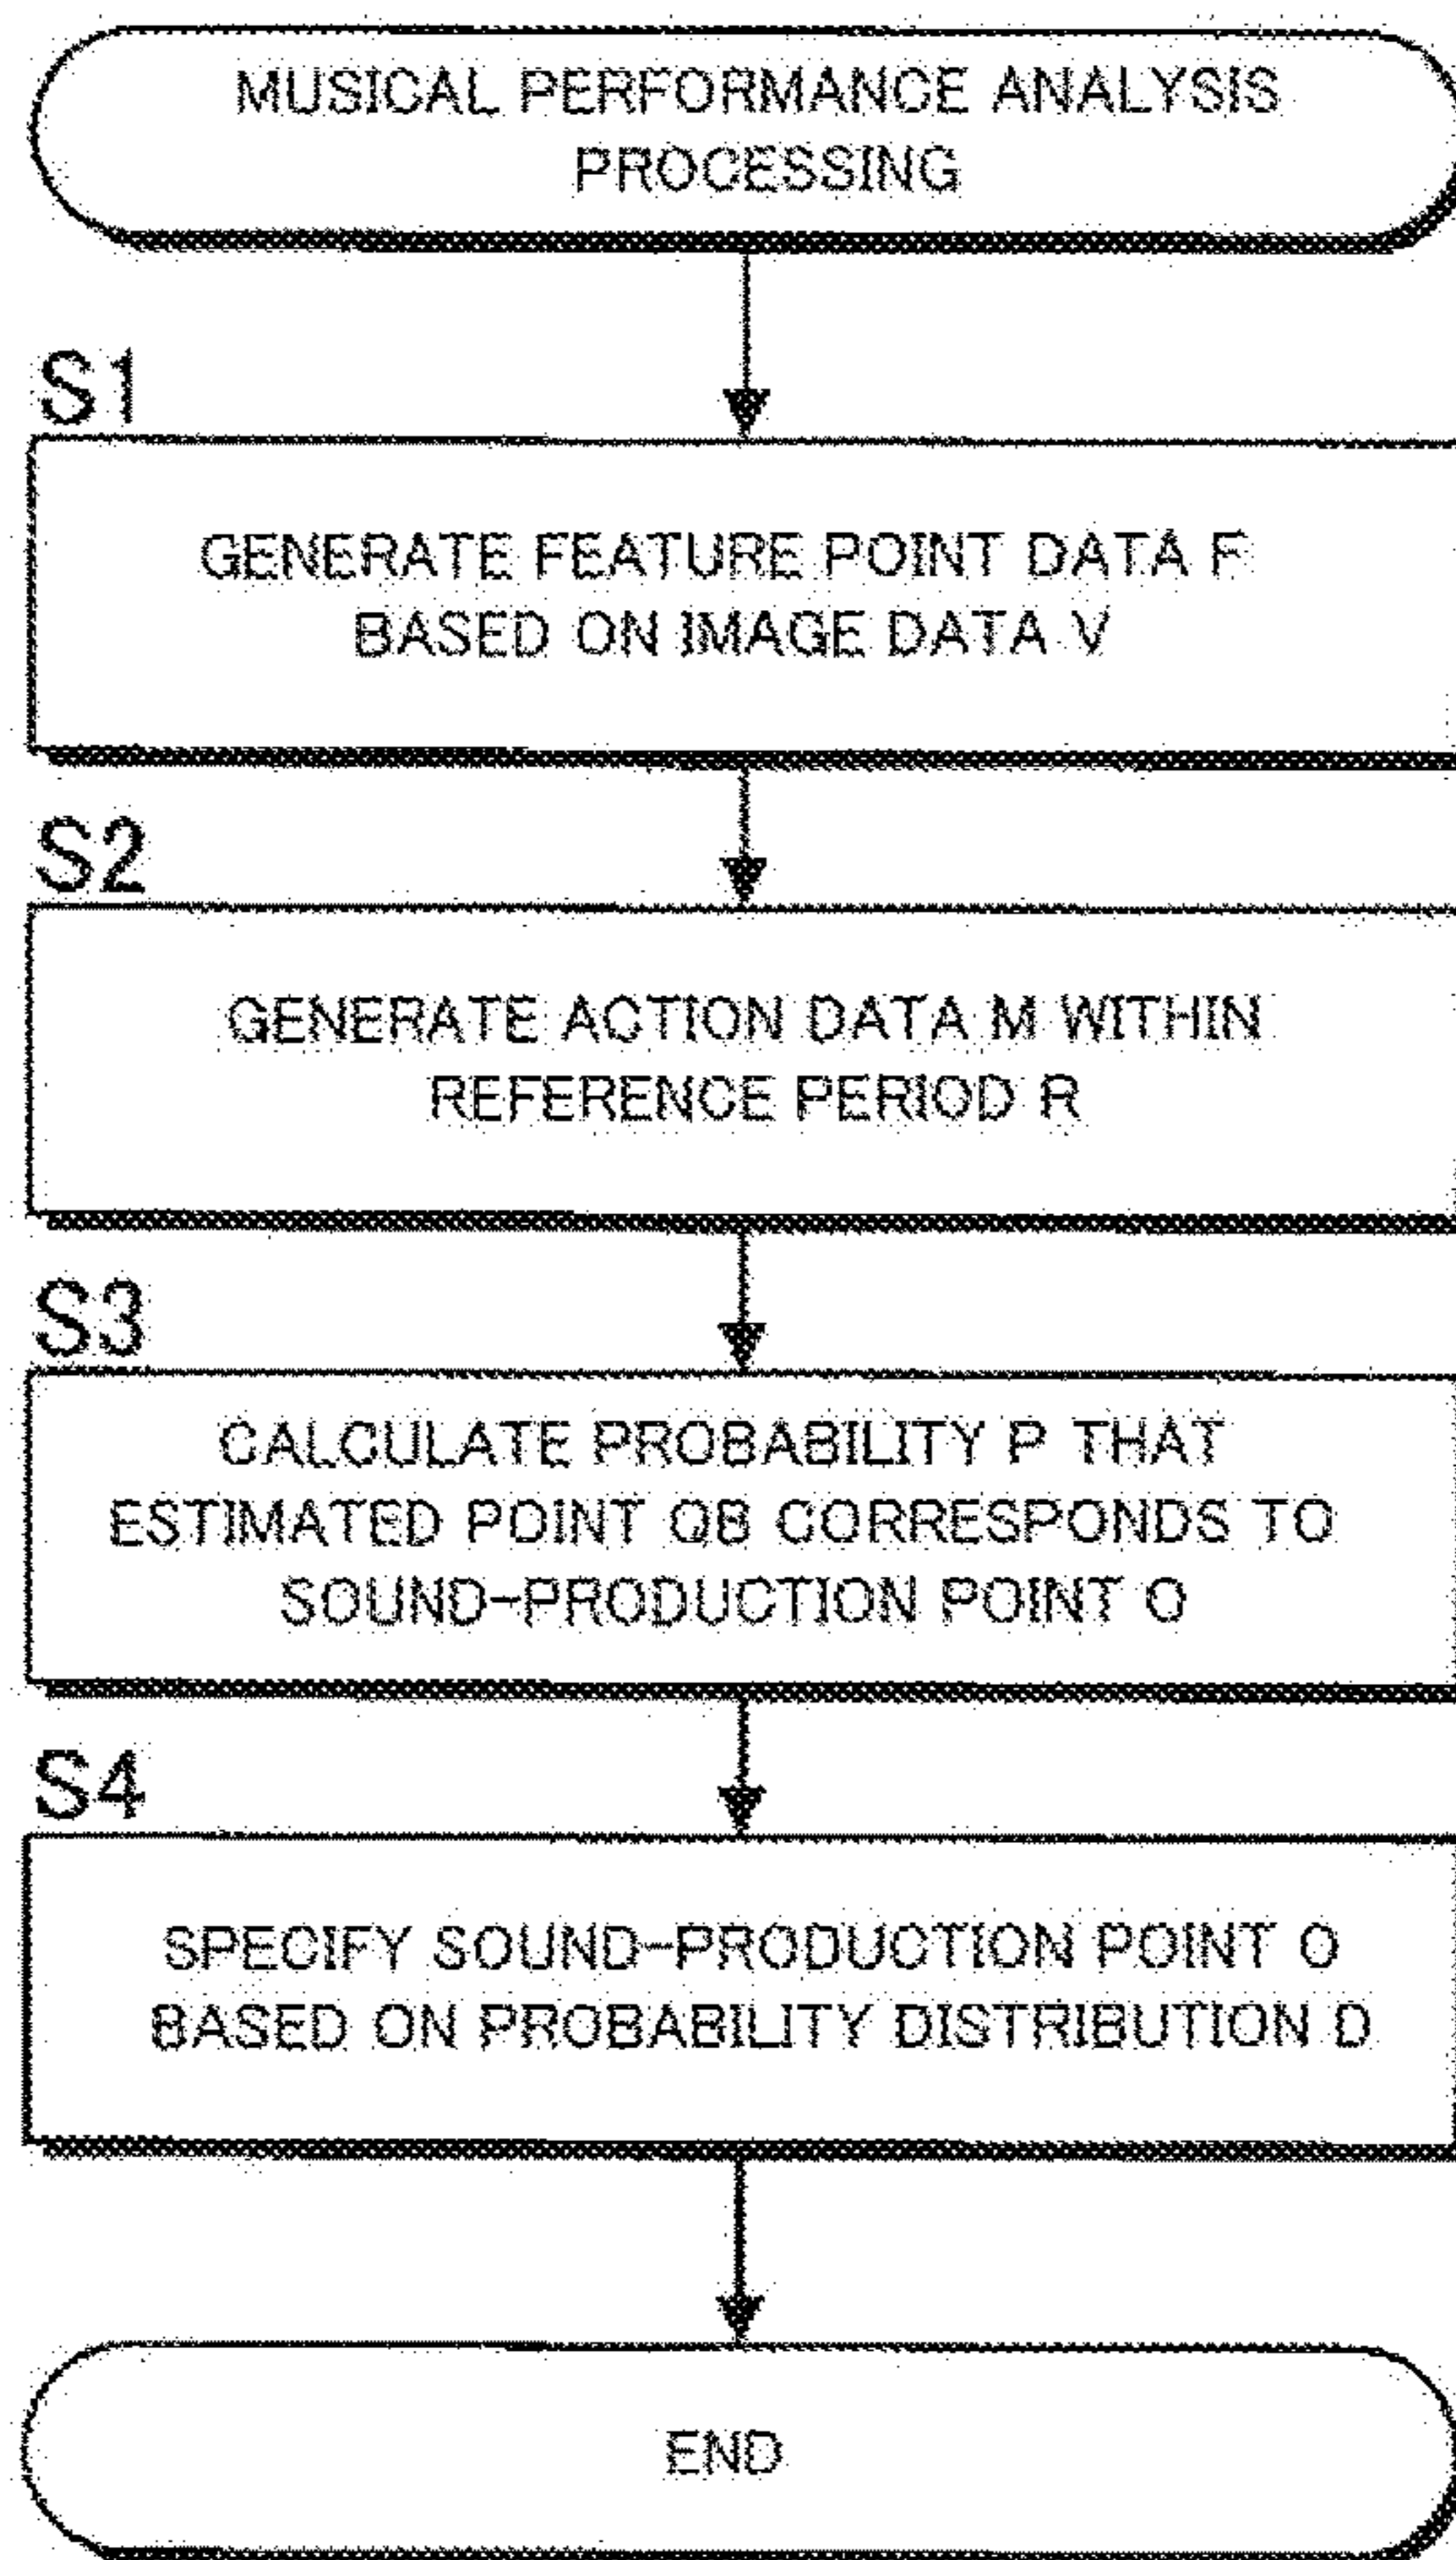 MUSICAL PERFORMANCE ANALYSIS
PROCESSING
S1
GENERATE FEATURE POINT DATA F
BASED ON IMAGE DATA V
S2
GENERATE ACTION DATA M WITHIN
REFERENCE PERIOD R
S3
CALCULATE PROBABILITY P THAT
ESTIMATED POINT QB CORRESPONDS TO
SOUND-PRODUCTION POINT Q
S4
SPECIFY SOUND-PRODUCTION POINT Q
BASED ON PROBABILITY DISTRIBUTION D
END